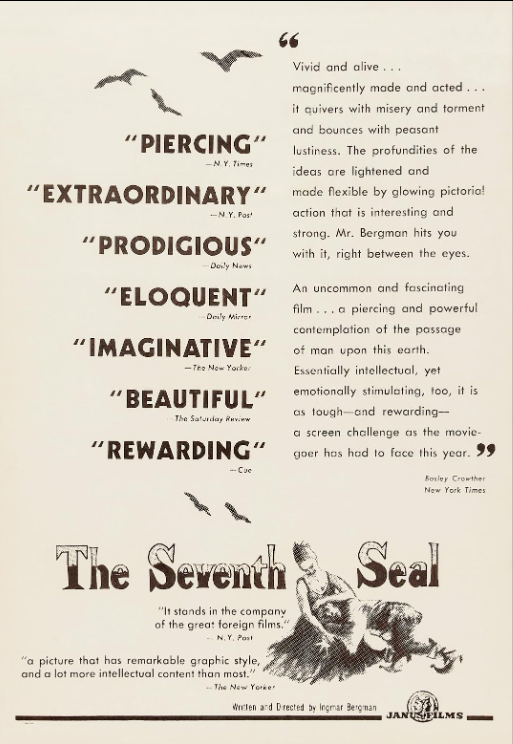 "PIERCING"
—N.Y. Times
"EXTRAORDINARY"
—N.Y. Post
"PRODIGIOUS"
—Daily News
"ELOQUENT"
—Daily Mirror
"IMAGINATIVE"
—The New Yorker
"BEAUTIFUL"
—The Saturday Review
"REWARDING"
—Cue
“
Vivid and alive . . .
magnificently made and acted . . .
it quivers with misery and torment
and bounces with peasant
lustiness. The profundities of the
ideas are lightened and
made flexible by glowing pictorial
action that is interesting and
strong. Mr. Bergman hits you
with it, right between the eyes.
An uncommon and fascinating
film . . . a piercing and powerful
contemplation of the passage
of man upon this earth.
Essentially intellectual, yet
emotionally stimulating, too, it is
as tough—and rewarding—
a screen challenge as the movie-
goer has had to face this year. ”
Bosley Crowther
New York Times
The Seventh Seal
"It stands in the company
of the great foreign films."
— N.Y. Post
"a picture that has remarkable graphic style,
and a lot more intellectual content than most."
—The New Yorker
Written and Directed by Ingmar Bergman
JANUS FILMS